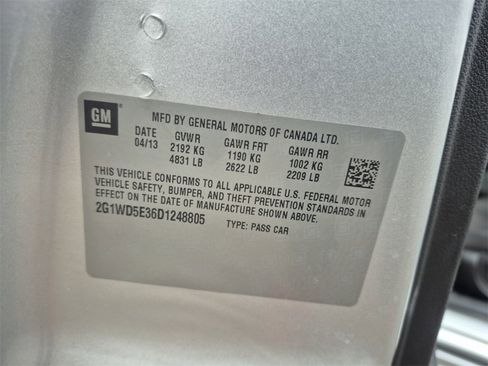 GM
MFD BY GENERAL MOTORS OF CANADA LTD.
DATE GVWR GAWR FRT GAWR RR
04/13 2192 KG 1190 KG 1002 KG
4831 LB 2622 LB 2209 LB
THIS VEHICLE CONFORMS TO ALL APPLICABLE U.S. FEDERAL MOTOR
VEHICLE SAFETY, BUMPER, AND THEFT PREVENTION STANDARDS IN
EFFECT ON THE DATE OF MANUFACTURE SHOWN ABOVE.
2G1WD5E36D1248805 TYPE: PASS CAR